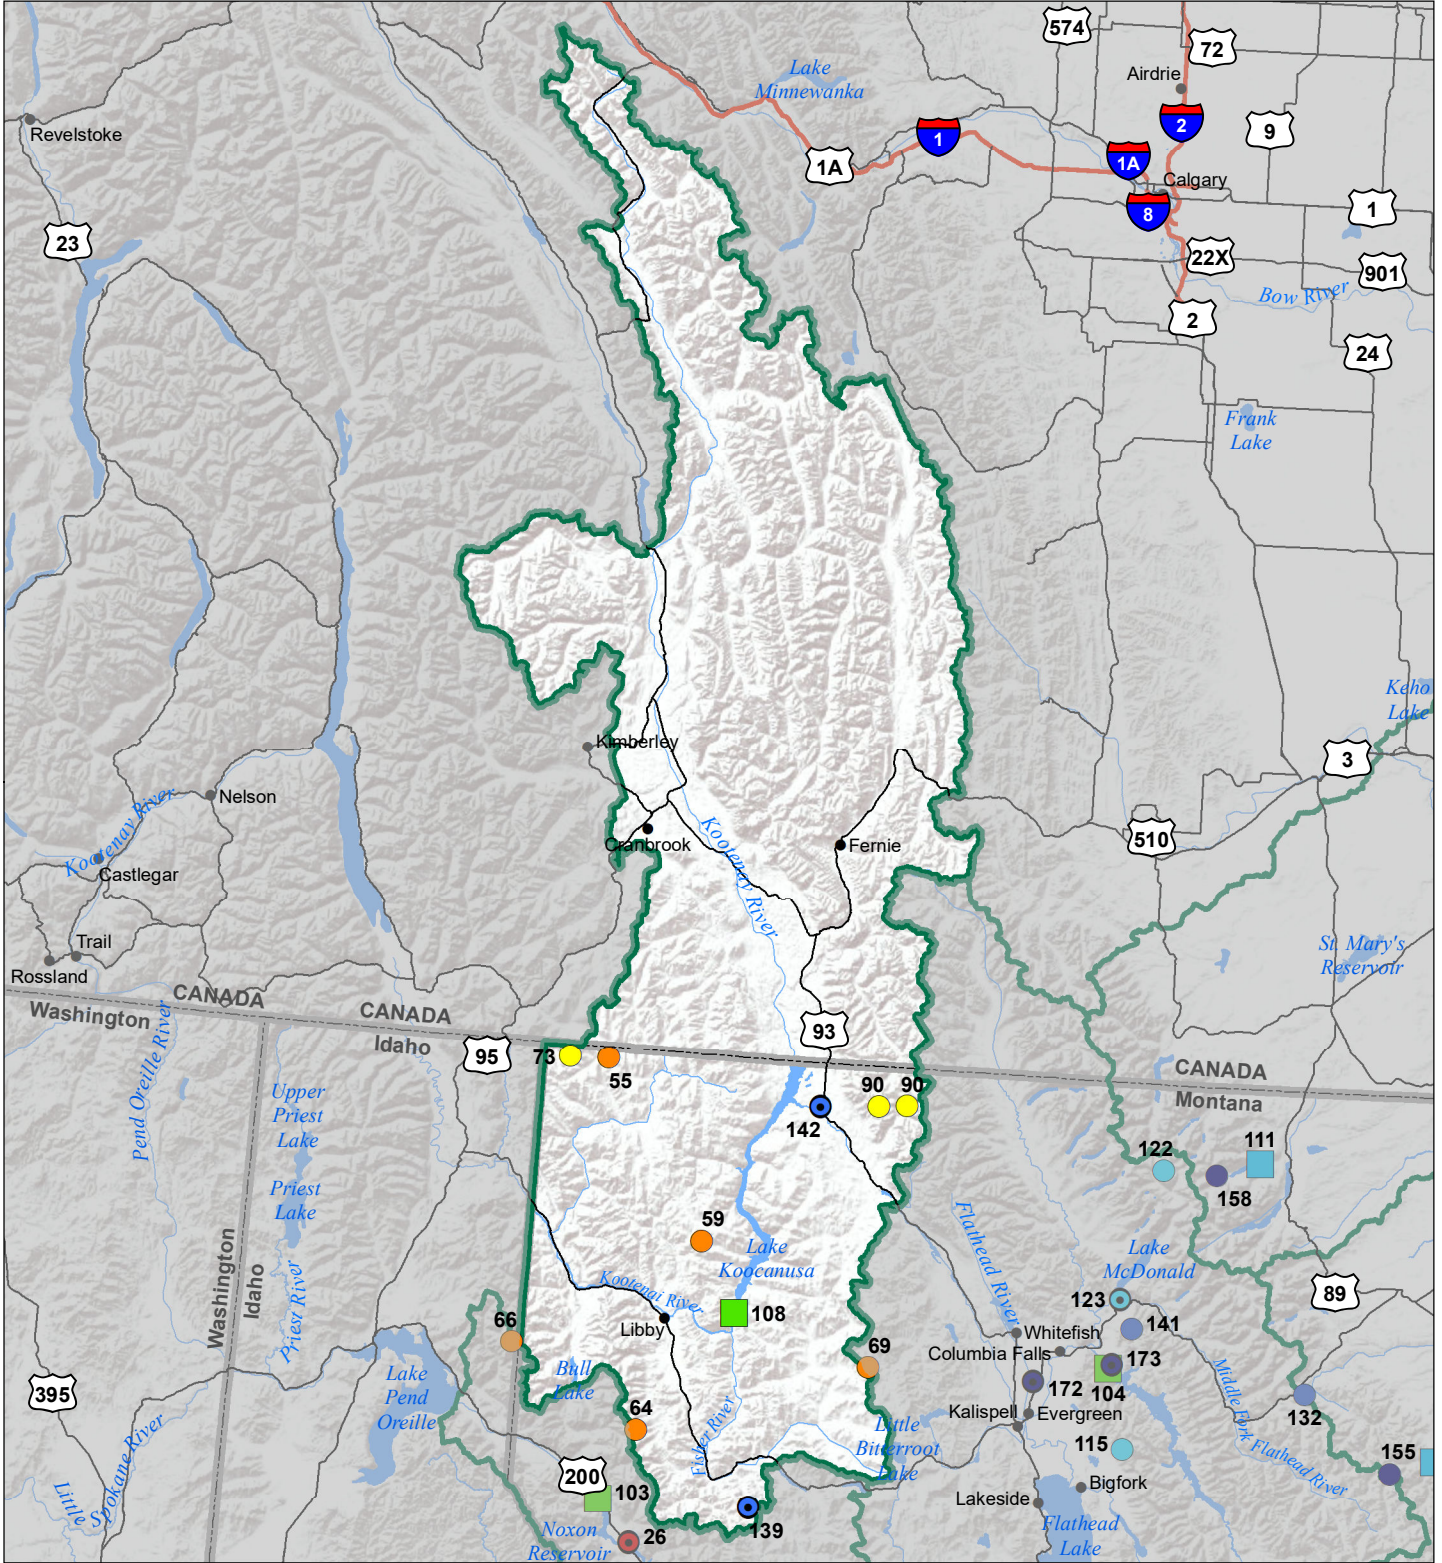 574
72
Airdrie
Lake
Minnewanka
2
9
Revelstoke
1
1A
1A
Calgary
8
1
23
22X
901
Bow River
2
24
Frank
Lake
Keho
Lake
Kimberley
3
Nelson
Kootenay River
Cranbrook
Kootenay River
Fernie
510
Castlegar
Trail
Rossland
St. Mary's
Reservoir
CANADA
Washington
CANADA
Idaho
95
93
73
55
CANADA
Montana
Pend Oreille River
Upper
Priest
Lake
90
90
142
122
111
158
Priest
Lake
59
Lake
Koocanusa
Flathead River
Lake
McDonald
Washington
Idaho
Priest River
Kootenai River
108
Libby
123
89
141
66
Whitefish
Columbia Falls
173
69
104
172
395
Lake
Pend
Oreille
Bull
Lake
64
Kalispell
Evergreen
132
Middle Fork Flathead River
Fisher River
Little
Bitterroot
Lake
115
155
Little Spokane River
200
103
Bigfork
Lakeside
139
Noxon
Reservoir
26
Flathead
Lake